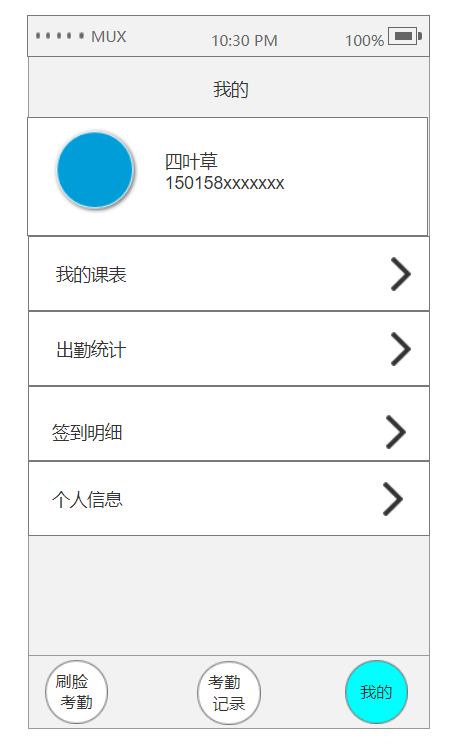 MUX 10:30 PM 100%
我的
四叶草
150158xxxxxxx
我的课表
出勤统计
签到明细
个人信息
刷脸
考勤
考勤
记录
我的